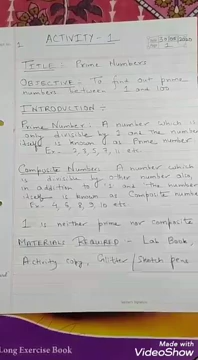 ACTIVITY - 1
1
TITLE: Prime Numbers
OBJECTIVE - To find out prime
numbers between 1 and 100
INTRODUCTION :-
Prime Number: A number which is
only divisible by 2 and the number
itself is known as Prime number
Ex- 2, 3, 5, 7, 11 etc.
Composite Number: A number which
is divisible by other number also,
in addition to 1 and the number
itself is known as Composite number
Ex- 4, 6, 8, 9, 10 etc.
1 is neither prime nor composite
MATERIALS REQUIRED - Lab Book,
Activity copy, Glitter / Sketch pens
Long Exercise Book
Made with
VideoShow